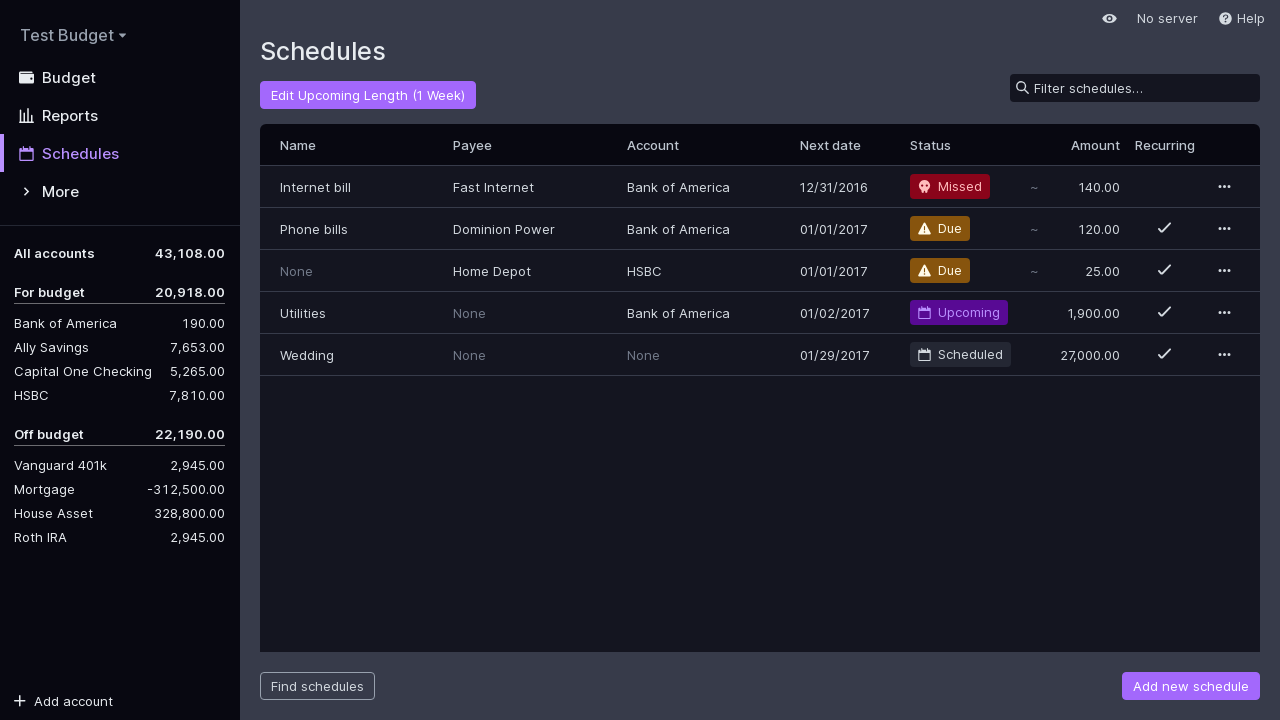 Test Budget
Budget
Reports
Schedules
More
All accounts 43,108.00
For budget 20,918.00
Bank of America 190.00
Ally Savings 7,653.00
Capital One Checking 5,265.00
HSBC 7,810.00
Off budget 22,190.00
Vanguard 401k 2,945.00
Mortgage -312,500.00
House Asset 328,800.00
Roth IRA 2,945.00
Add account
No server Help
Schedules
Edit Upcoming Length (1 Week)
Filter schedules…
Name Payee Account Next date Status Amount Recurring
Internet bill Fast Internet Bank of America 12/31/2016 Missed ~ 140.00
Phone bills Dominion Power Bank of America 01/01/2017 Due ~ 120.00
None Home Depot HSBC 01/01/2017 Due ~ 25.00
Utilities None Bank of America 01/02/2017 Upcoming 1,900.00
Wedding None None 01/29/2017 Scheduled 27,000.00
Find schedules
Add new schedule